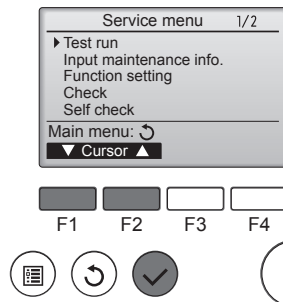 Service menu 1/2
Test run
Input maintenance info.
Function setting
Check
Self check
Main menu:
▼ Cursor ▲
F1 F2 F3 F4